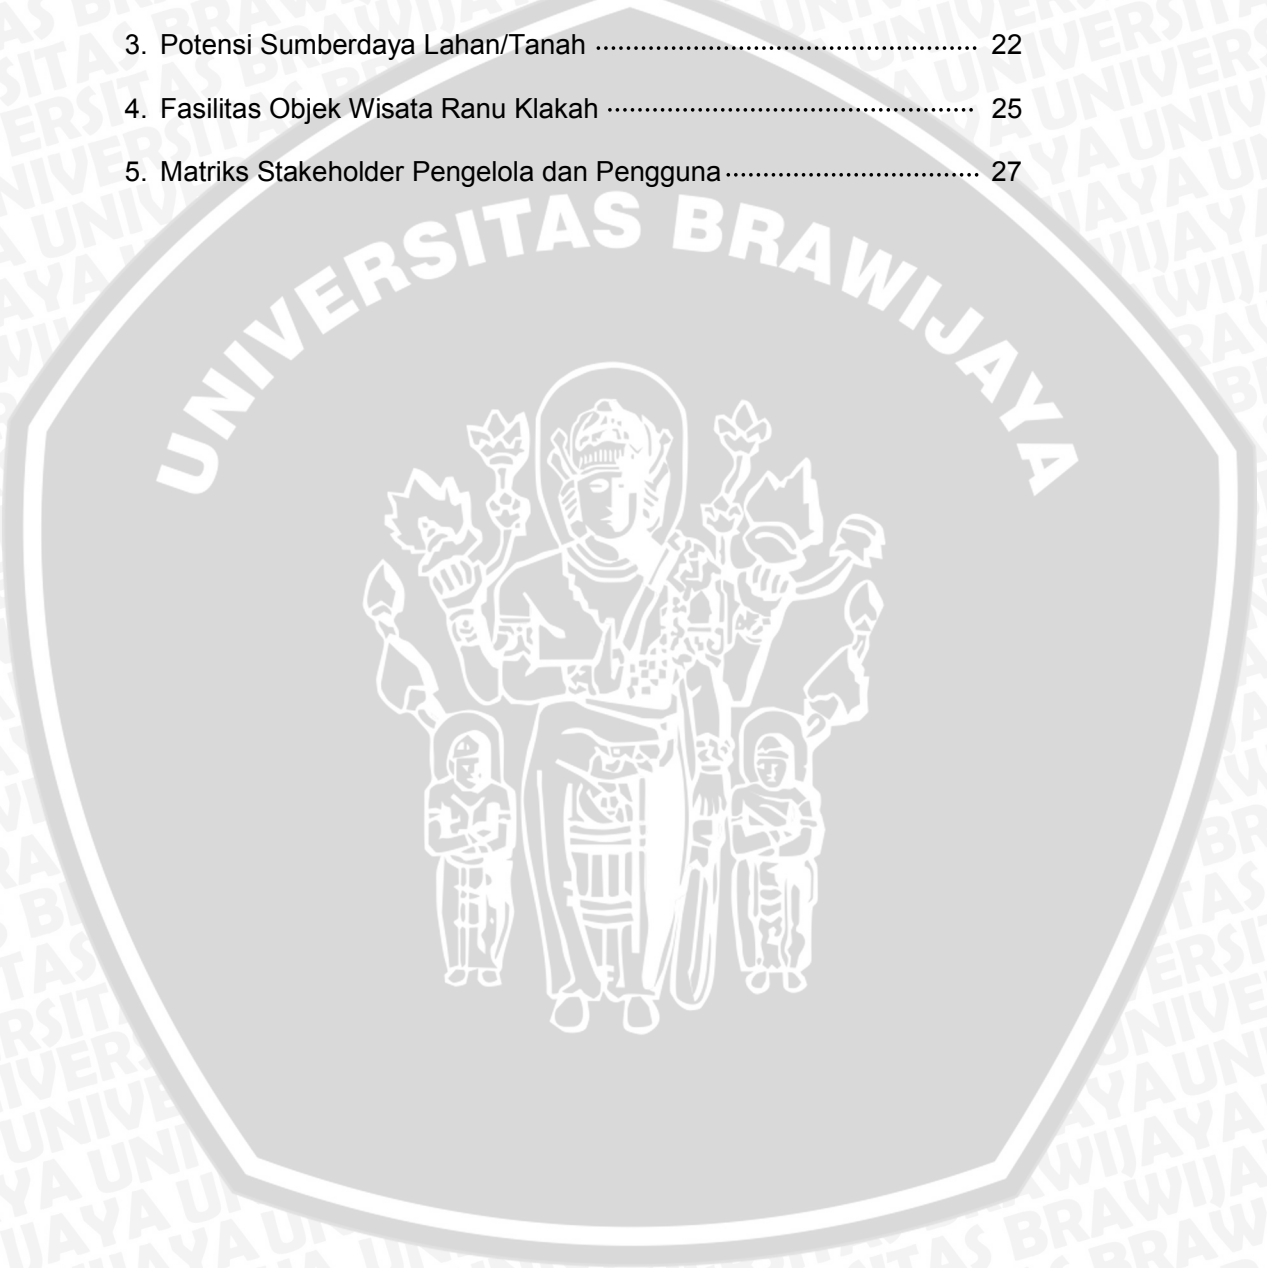 3. Potensi Sumberdaya Lahan/Tanah ................................................... 22
4. Fasilitas Objek Wisata Ranu Klakah ................................................. 25
5. Matriks Stakeholder Pengelola dan Pengguna .................................. 27
UNIVERSITAS BRAWIJAYA